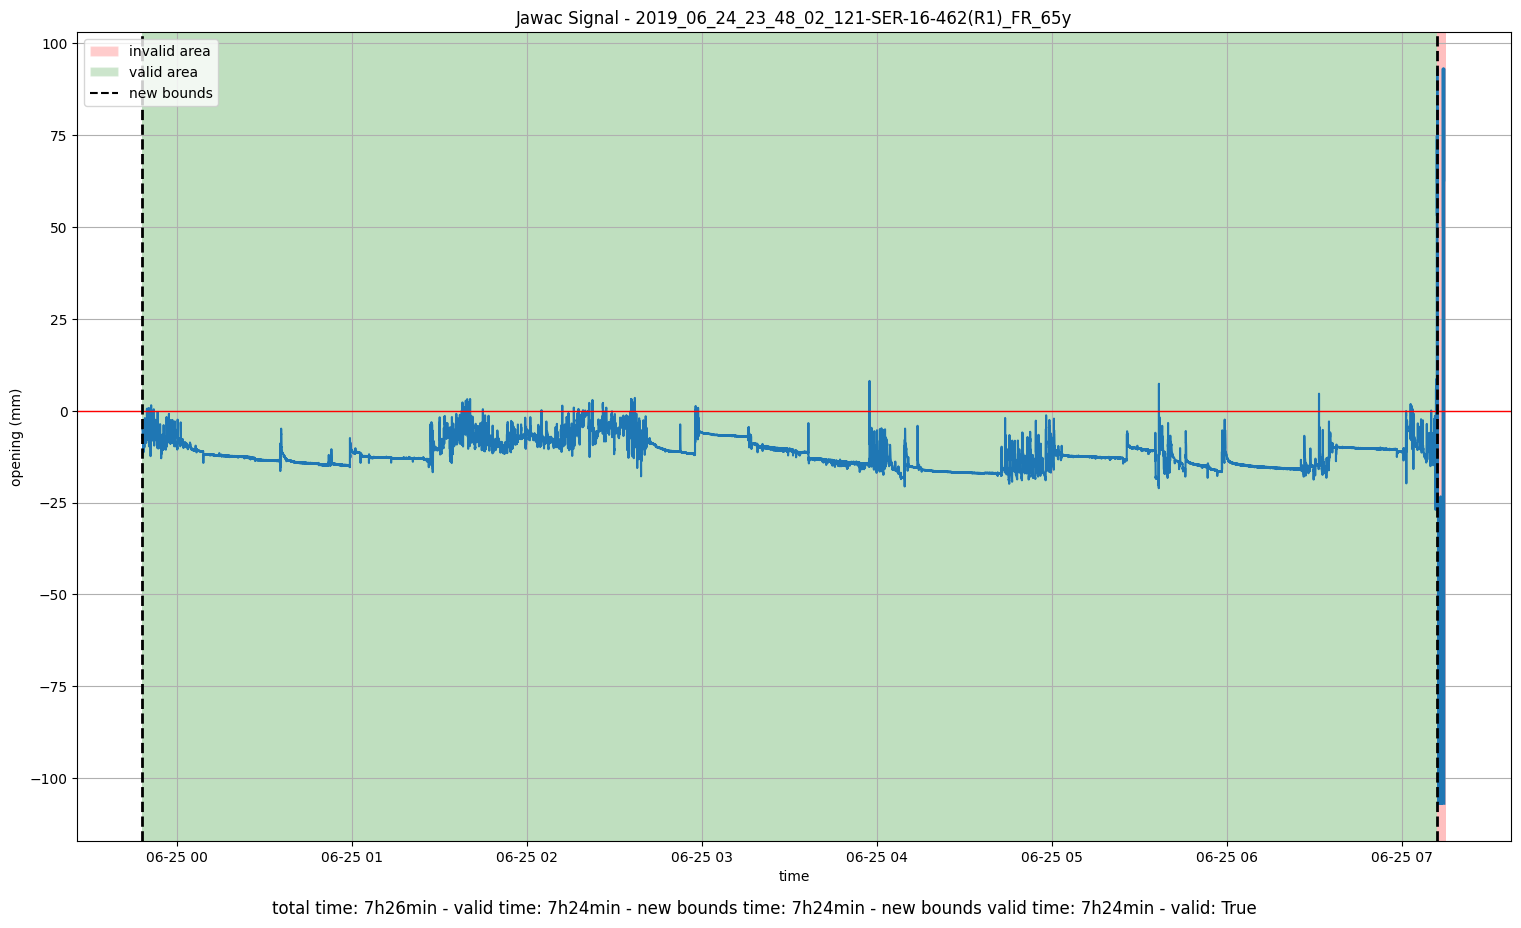 Jawac Signal - 2019_06_24_23_48_02_121-SER-16-462(R1)_FR_65y
invalid area
valid area
new bounds
100
75
50
25
0
−25
−50
−75
−100
opening (mm)
06-25 00
06-25 01
06-25 02
06-25 03
06-25 04
06-25 05
06-25 06
06-25 07
time
total time: 7h26min - valid time: 7h24min - new bounds time: 7h24min - new bounds valid time: 7h24min - valid: True